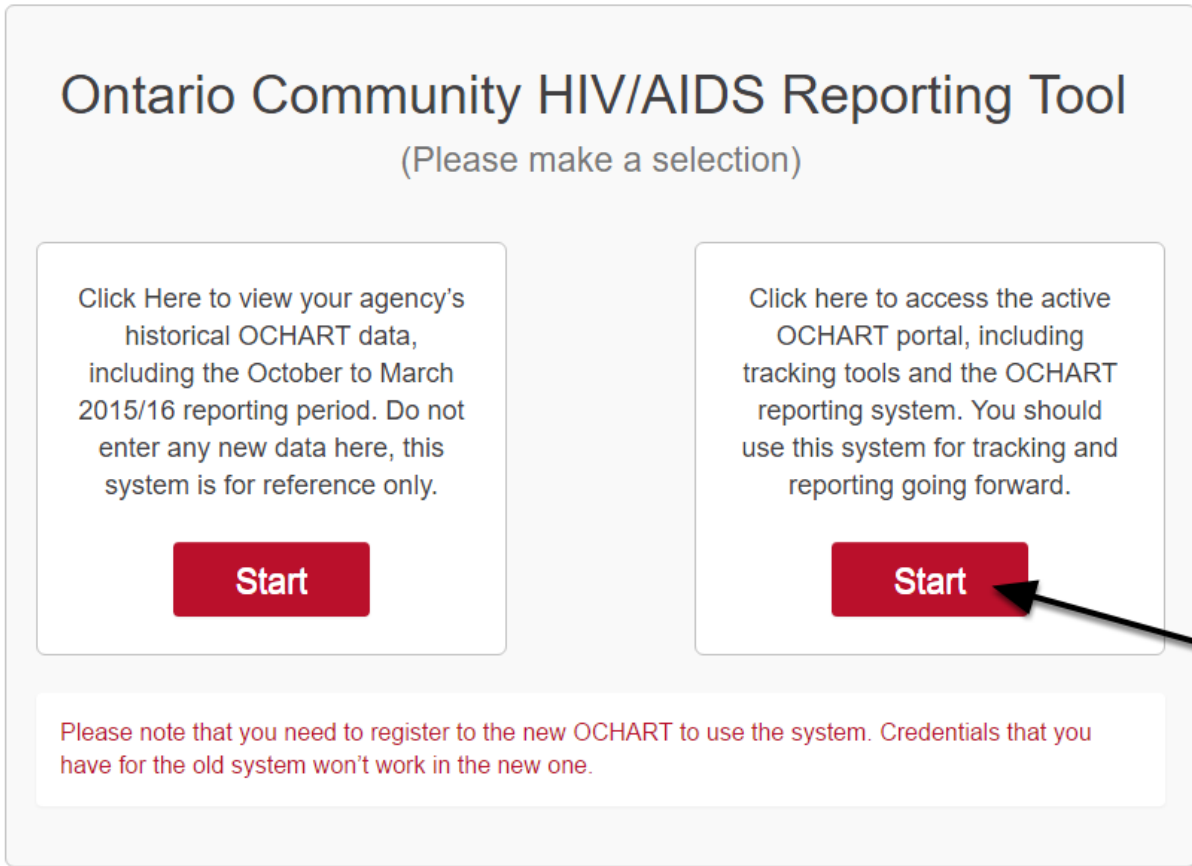 Ontario Community HIV/AIDS Reporting Tool
(Please make a selection)
Click Here to view your agency’s
historical OCHART data,
including the October to March
2015/16 reporting period. Do not
enter any new data here, this
system is for reference only.
Start
Click here to access the active
OCHART portal, including
tracking tools and the OCHART
reporting system. You should
use this system for tracking and
reporting going forward.
Start
Please note that you need to register to the new OCHART to use the system. Credentials that you
have for the old system won’t work in the new one.